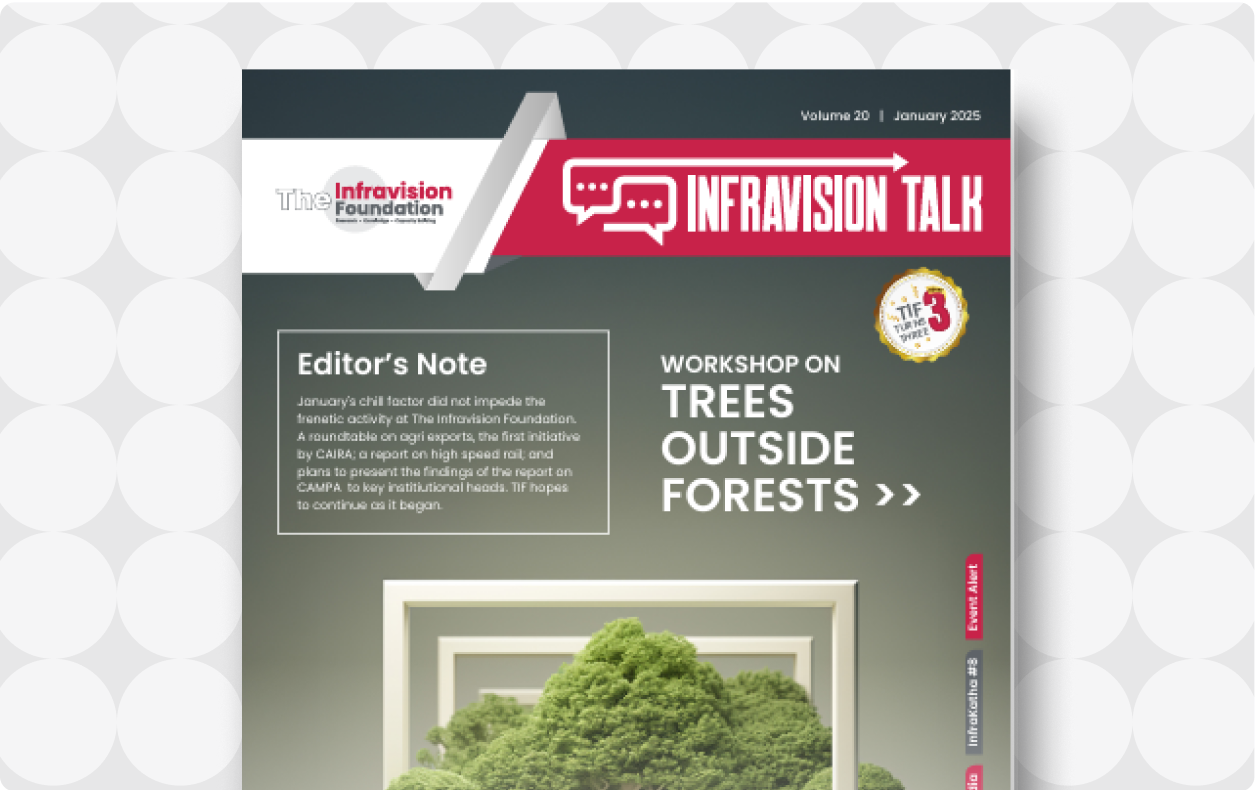 Volume 20 | January 2025
The Infravision
Foundation
INFRAVISION TALK
TIF
TURNS
THREE
3
Editor's Note
January's chill factor did not impede the
frenetic activity at The Infravision Foundation.
A roundtable on agri exports, the first initiative
by CAIRA; a report on high speed rail; and
plans to present the findings of the report on
CAMPA to key institiutional heads. TIF hopes
to continue as it began.
WORKSHOP ON
TREES
OUTSIDE
FORESTS >>
Event Alert
InfraKatha #8